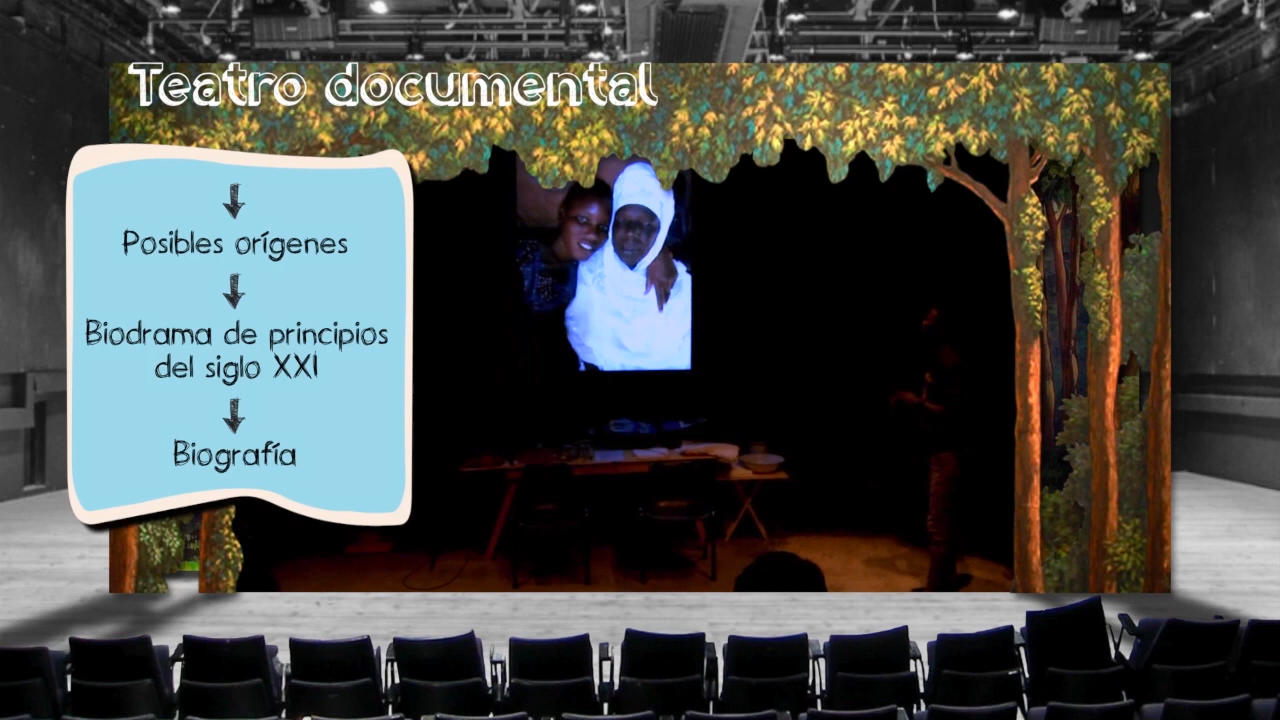 Teatro documental
Posibles orígenes
Biodrama de principios
del siglo XXI
Biografía